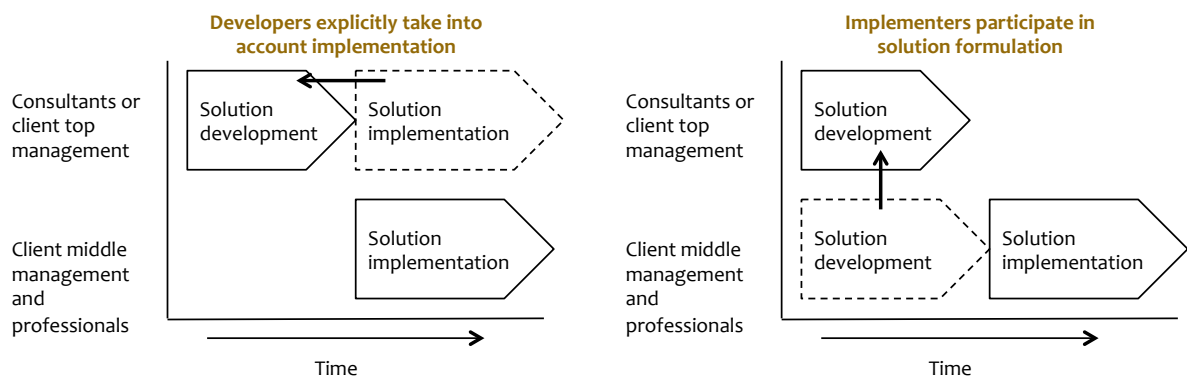 Developers explicitly take into
account implementation
Consultants or
client top
management
Solution
development
Solution
implementation
Client middle
management
and
professionals
Solution
implementation
Time
Implementers participate in
solution formulation
Consultants or
client top
management
Solution
development
Client middle
management
and
professionals
Solution
development
Solution
implementation
Time